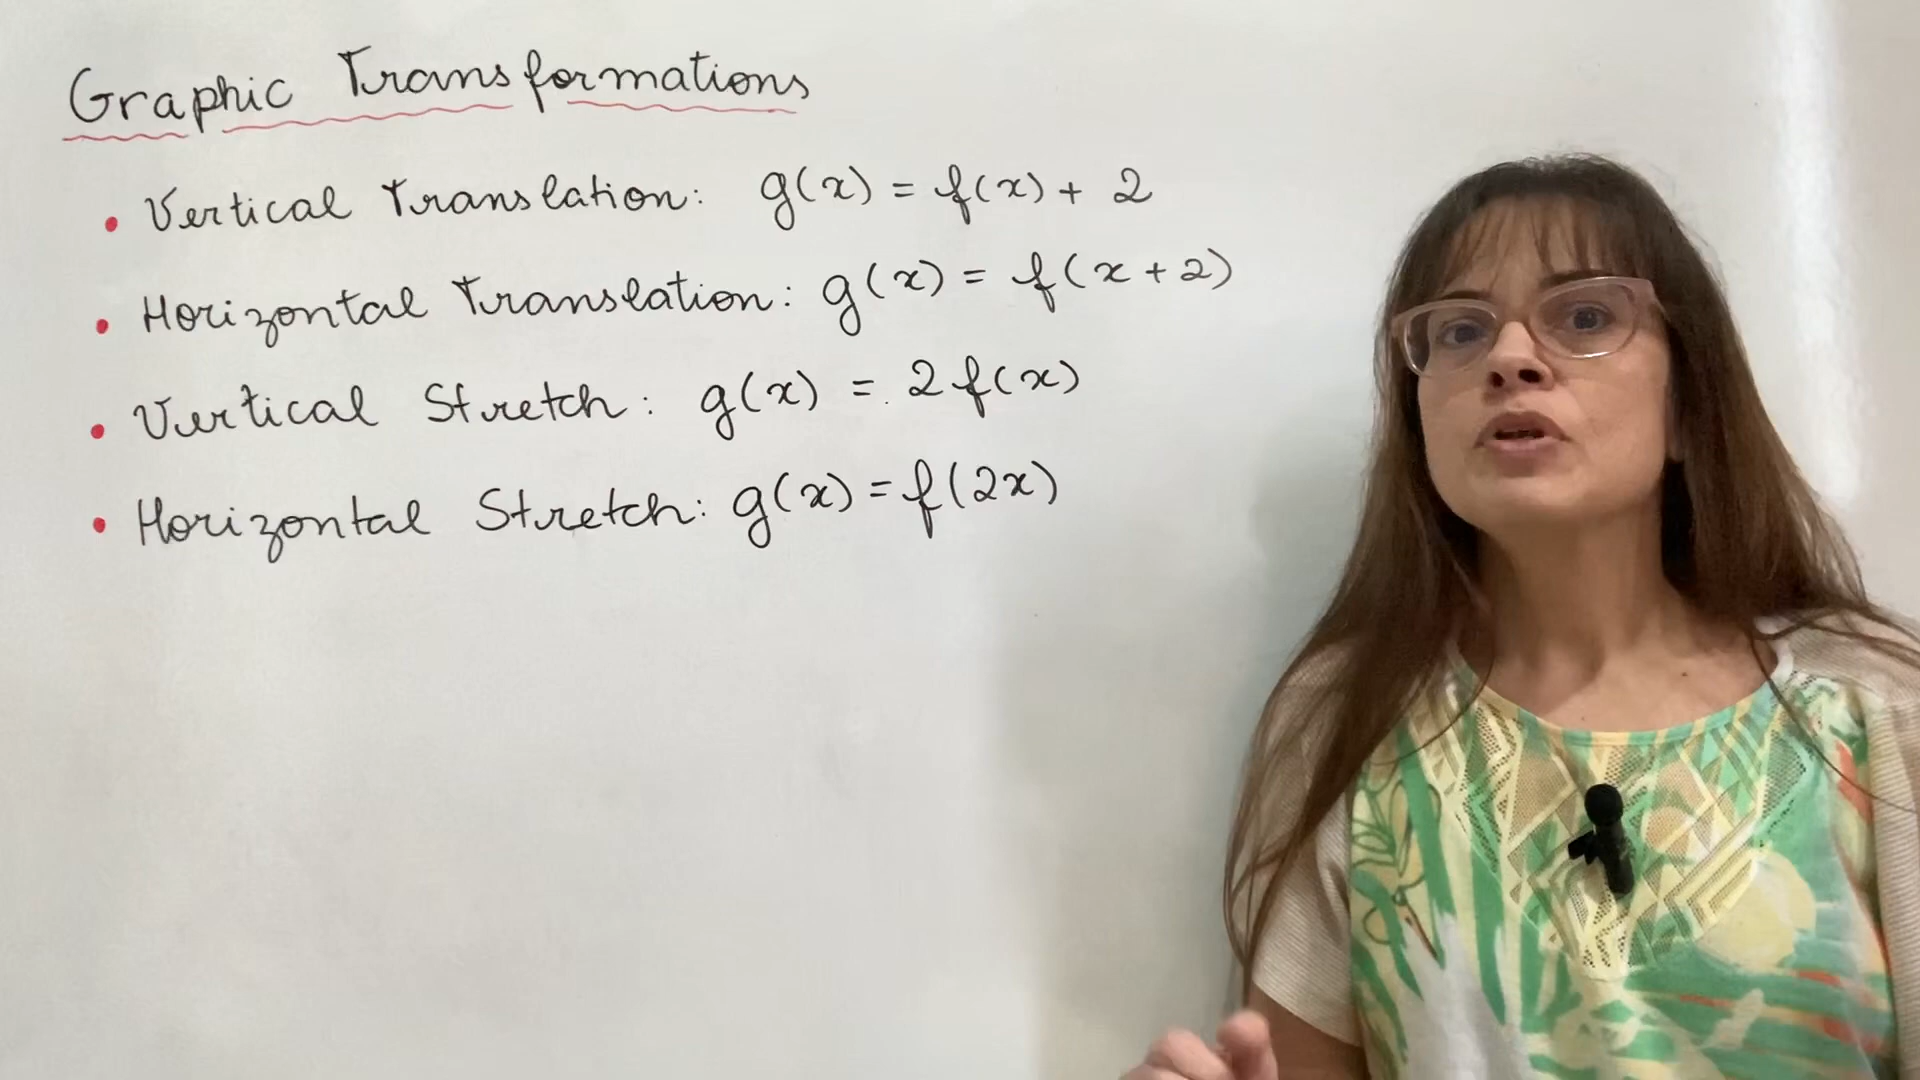 Graphic Transformations
• Vertical Translation: g(x) = f(x) + 2
• Horizontal Translation: g(x) = f(x+2)
• Vertical Stretch: g(x) = 2f(x)
• Horizontal Stretch: g(x) = f(2x)